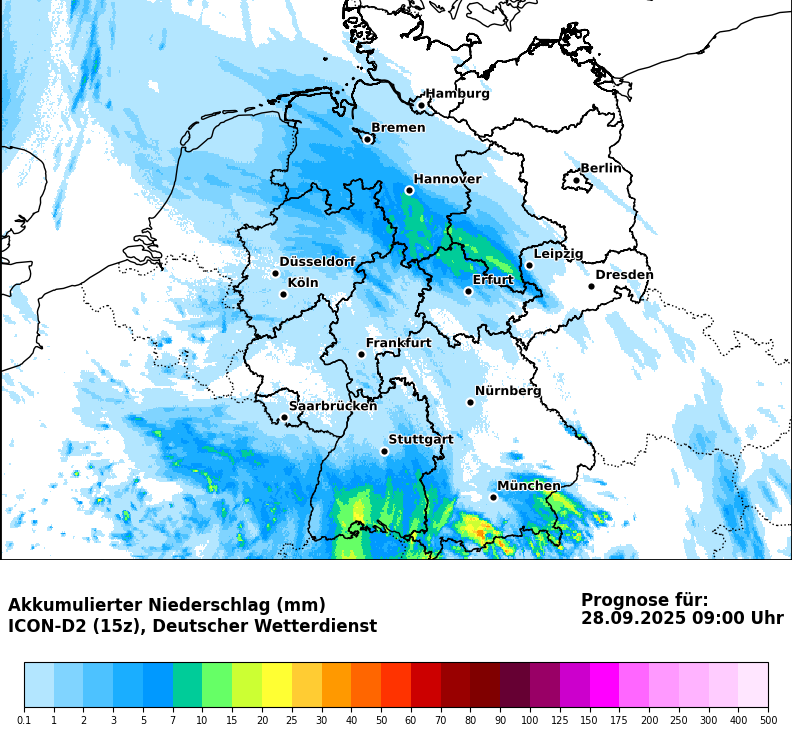 Hamburg
Bremen
Berlin
Hannover
Leipzig
Düsseldorf
Dresden
Köln
Erfurt
Frankfurt
Nürnberg
Saarbrücken
Stuttgart
München
Akkumulierter Niederschlag (mm)
ICON-D2 (15z), Deutscher Wetterdienst
Prognose für:
28.09.2025 09:00 Uhr
0.1 1 2 3 5 7 10 15 20 25 30 40 50 60 70 80 90 100 125 150 175 200 250 300 400 500